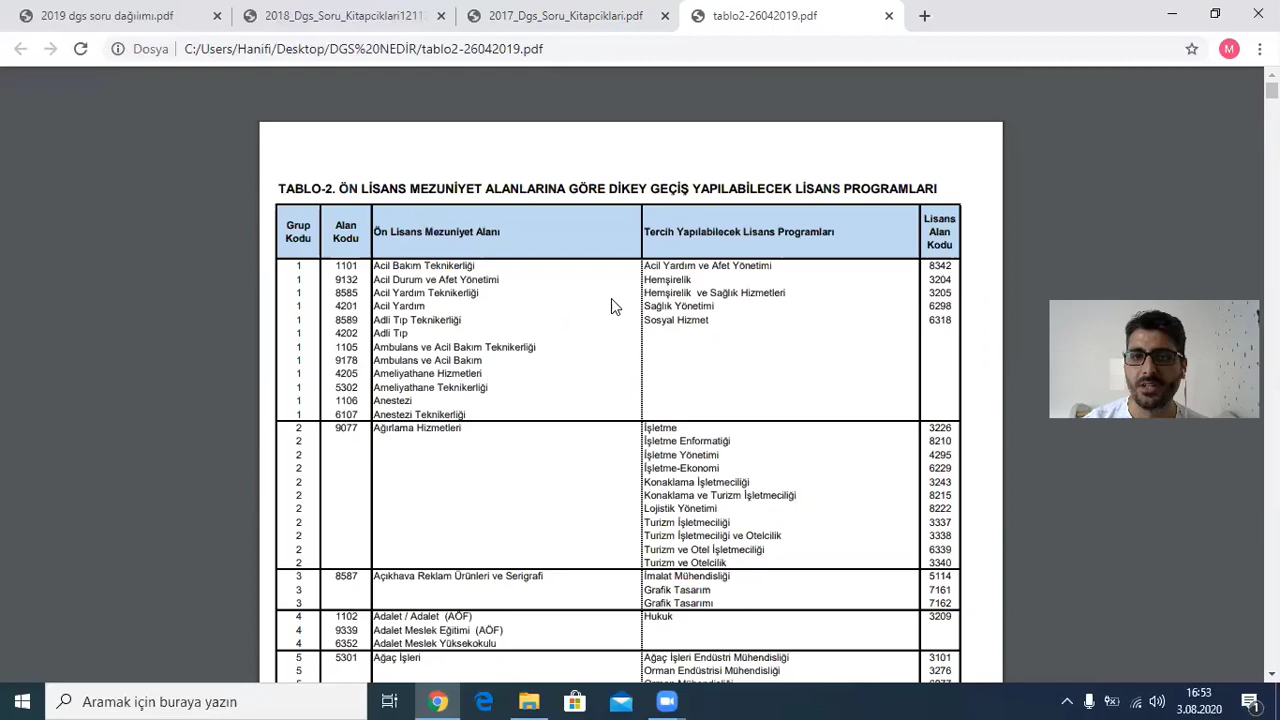 2019 dgs soru dağılımı.pdf
2018_Dgs_Soru_Kitapciklari1211
2017_Dgs_Soru_Kitapciklari.pdf
tablo2-26042019.pdf
Dosya C:/Users/Hanifi/Desktop/DGS%20NEDİR/tablo2-26042019.pdf
M
TABLO-2. ÖN LİSANS MEZUNİYET ALANLARINA GÖRE DİKEY GEÇİŞ YAPILABİLECEK LİSANS PROGRAMLARI
Grup Kodu Alan Kodu Ön Lisans Mezuniyet Alanı Tercih Yapılabilecek Lisans Programları Lisans Alan Kodu
1 1101 Acil Bakım Teknikerliği Acil Yardım ve Afet Yönetimi 8342
1 9132 Acil Durum ve Afet Yönetimi Hemşirelik 3204
1 8585 Acil Yardım Teknikerliği Hemşirelik ve Sağlık Hizmetleri 3205
1 4201 Acil Yardım Sağlık Yönetimi 6298
1 8589 Adli Tıp Teknikerliği Sosyal Hizmet 6318
1 4202 Adli Tıp
1 1105 Ambulans ve Acil Bakım Teknikerliği
1 9178 Ambulans ve Acil Bakım
1 4205 Ameliyathane Hizmetleri
1 5302 Ameliyathane Teknikerliği
1 1106 Anestezi
1 6107 Anestezi Teknikerliği
2 9077 Ağırlama Hizmetleri İşletme 3226
2 İşletme Enformatiği 8210
2 İşletme Yönetimi 4295
2 İşletme-Ekonomi 6229
2 Konaklama İşletmeciliği 3243
2 Konaklama ve Turizm İşletmeciliği 8215
2 Lojistik Yönetimi 8222
2 Turizm İşletmeciliği 3337
2 Turizm İşletmeciliği ve Otelcilik 3338
2 Turizm ve Otel İşletmeciliği 6339
2 Turizm ve Otelcilik 3340
3 8587 Açıkhava Reklam Ürünleri ve Serigrafi İmalat Mühendisliği 5114
3 Grafik Tasarım 7161
3 Grafik Tasarımı 7162
4 1102 Adalet / Adalet (AÖF) Hukuk 3209
4 9339 Adalet Meslek Eğitimi (AÖF)
4 6352 Adalet Meslek Yüksekokulu
5 5301 Ağaç İşleri Ağaç İşleri Endüstri Mühendisliği 3101
5 Orman Endüstrisi Mühendisliği 3276
Aramak için buraya yazın
16:53
3.08.2020
1